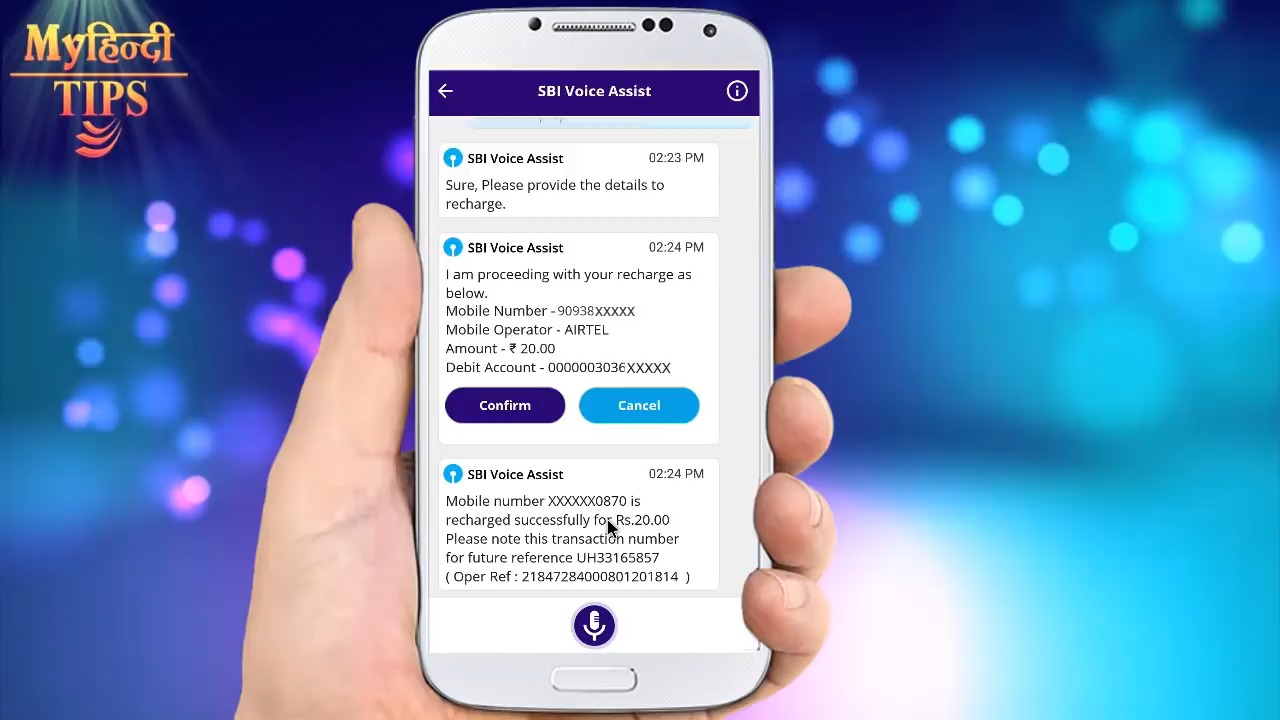 Myहिन्दी
TIPS
SBI Voice Assist
SBI Voice Assist 02:23 PM
Sure, Please provide the details to
recharge.
SBI Voice Assist 02:24 PM
I am proceeding with your recharge as
below.
Mobile Number - 90938XXXXX
Mobile Operator - AIRTEL
Amount - ₹ 20.00
Debit Account - 0000003036XXXXX
Confirm Cancel
SBI Voice Assist 02:24 PM
Mobile number XXXXXX0870 is
recharged successfully for Rs.20.00
Please note this transaction number
for future reference UH33165857
( Oper Ref : 21847284000801201814 )